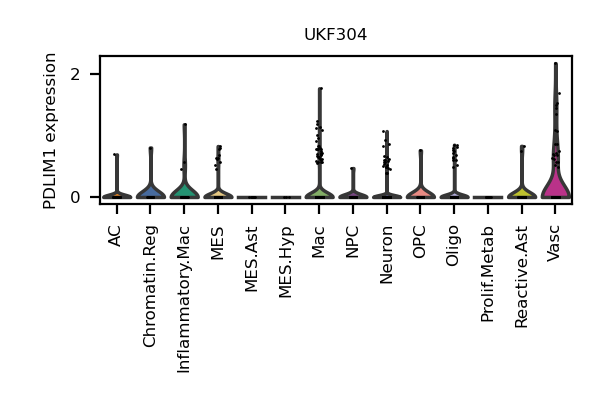 UKF304
PDLIM1 expression
2
0
AC
Chromatin.Reg
Inflammatory.Mac
MES
MES.Ast
MES.Hyp
Mac
NPC
Neuron
OPC
Oligo
Prolif.Metab
Reactive.Ast
Vasc